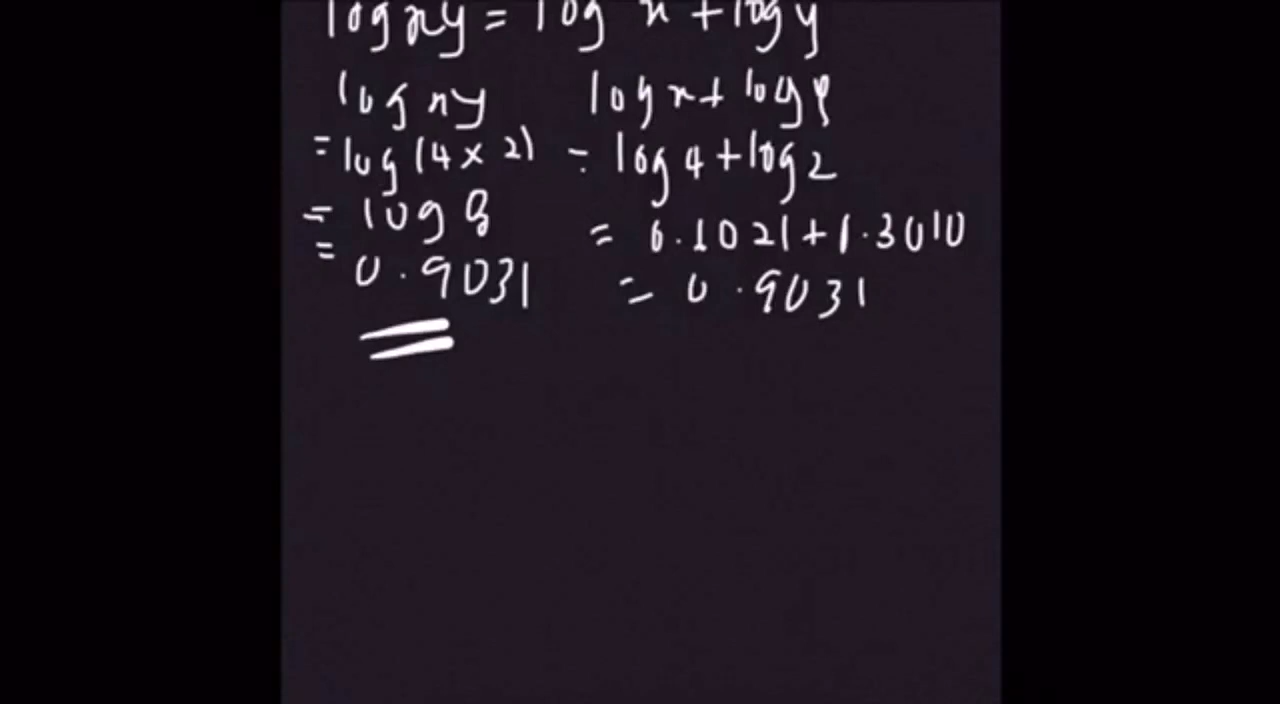 log xy = log x + log y
log xy log x + log y
= log (4 x 2) = log 4 + log 2
= log 8 = 6.1021 + 1.3010
= 0.9031 = 0.9031